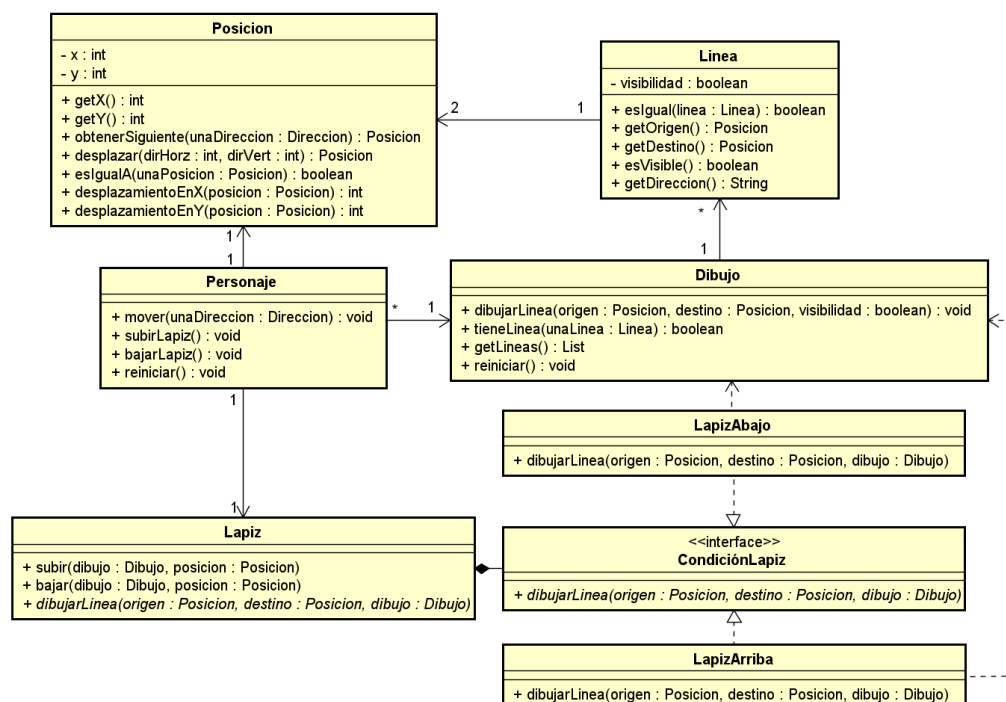 Posicion
- x : int
- y : int
+ getX() : int
+ getY() : int
+ obtenerSiguiente(unaDireccion : Direccion) : Posicion
+ desplazar(dirHorz : int, dirVert : int) : Posicion
+ esIgualA(unaPosicion : Posicion) : boolean
+ desplazamientoEnX(posicion : Posicion) : int
+ desplazamientoEnY(posicion : Posicion) : int
2
1
Linea
- visibilidad : boolean
+ esIgual(linea : Linea) : boolean
+ getOrigen() : Posicion
+ getDestino() : Posicion
+ esVisible() : boolean
+ getDireccion() : String
*
1
1
1
Personaje
+ mover(unaDireccion : Direccion) : void
+ subirLapiz() : void
+ bajarLapiz() : void
+ reiniciar() : void
*
1
Dibujo
+ dibujarLinea(origen : Posicion, destino : Posicion, visibilidad : boolean) : void
+ tieneLinea(unaLinea : Linea) : boolean
+ getLineas() : List
+ reiniciar() : void
1
1
LapizAbajo
+ dibujarLinea(origen : Posicion, destino : Posicion, dibujo : Dibujo)
Lapiz
+ subir(dibujo : Dibujo, posicion : Posicion)
+ bajar(dibujo : Dibujo, posicion : Posicion)
+ dibujarLinea(origen : Posicion, destino : Posicion, dibujo : Dibujo)
<<interface>>
CondiciónLapiz
+ dibujarLinea(origen : Posicion, destino : Posicion, dibujo : Dibujo)
LapizArriba
+ dibujarLinea(origen : Posicion, destino : Posicion, dibujo : Dibujo)